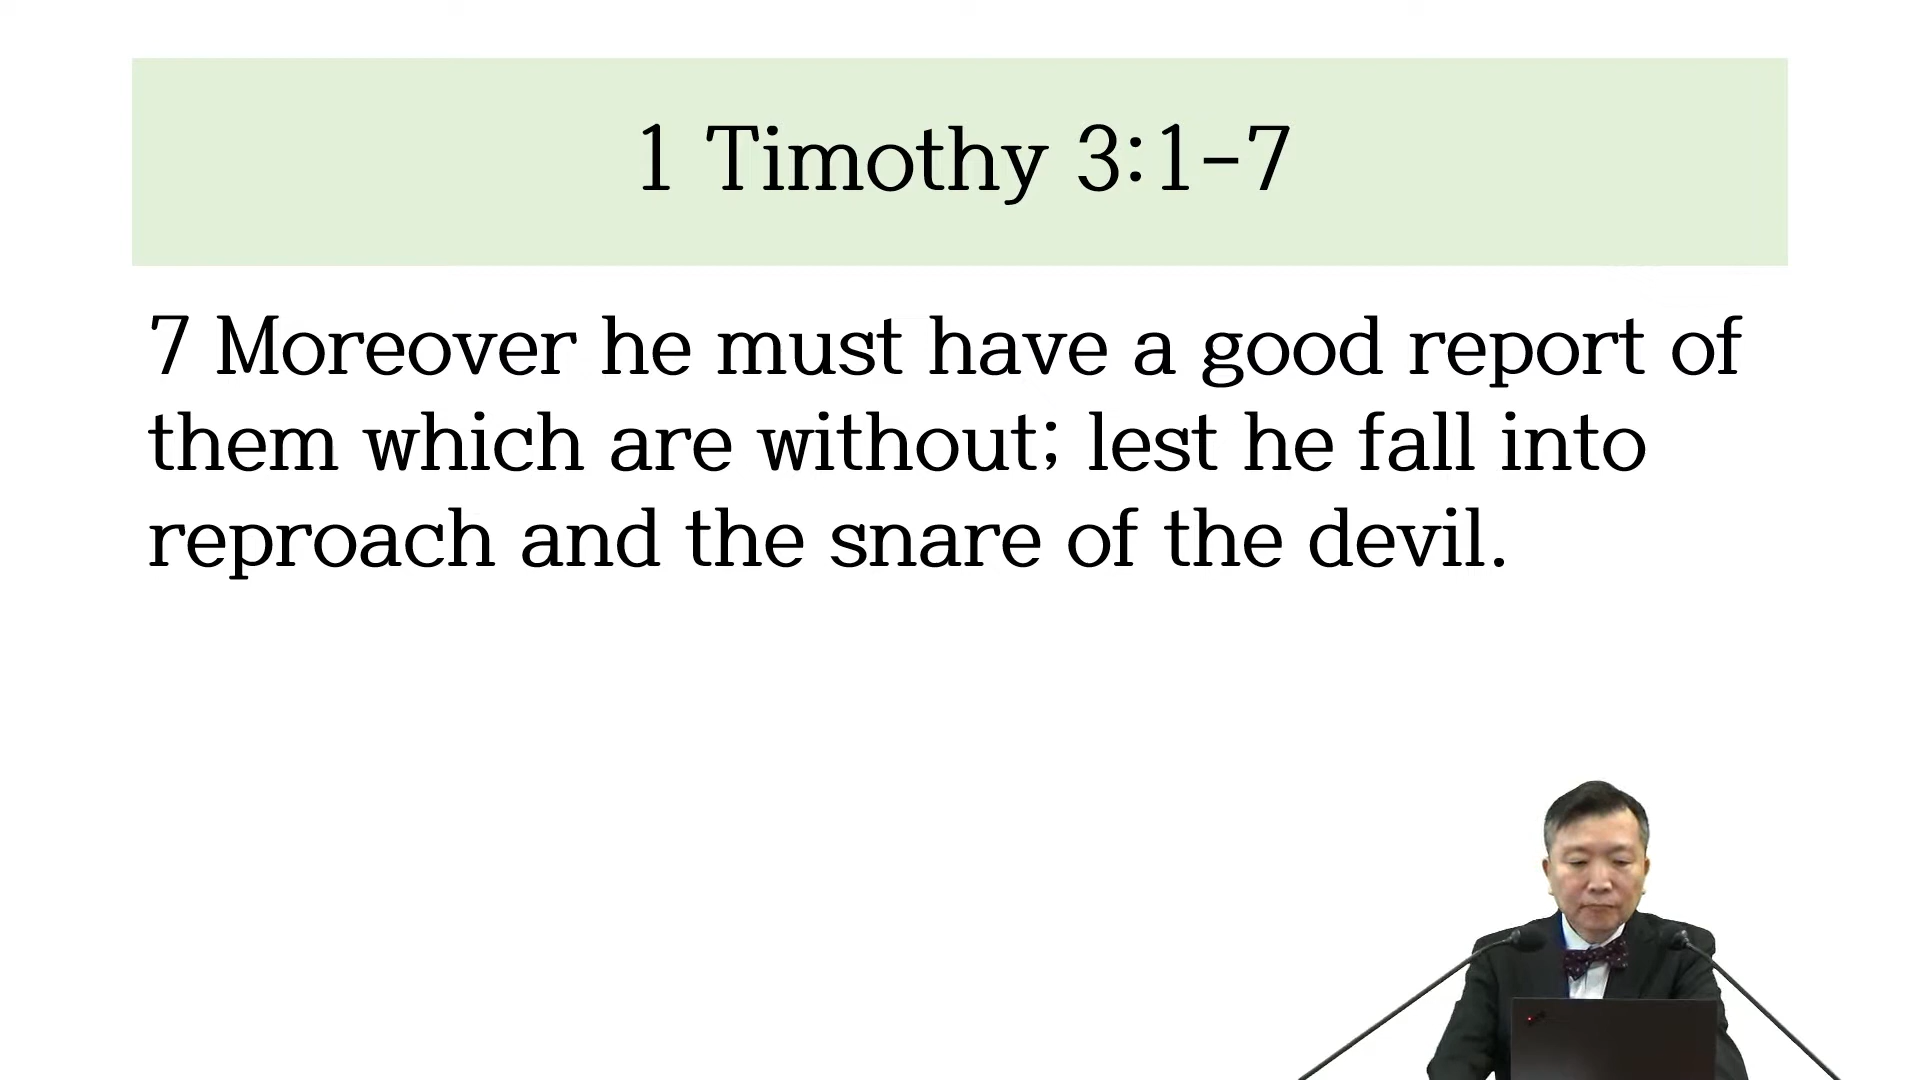 1 Timothy 3:1-7
7 Moreover he must have a good report of
them which are without; lest he fall into
reproach and the snare of the devil.